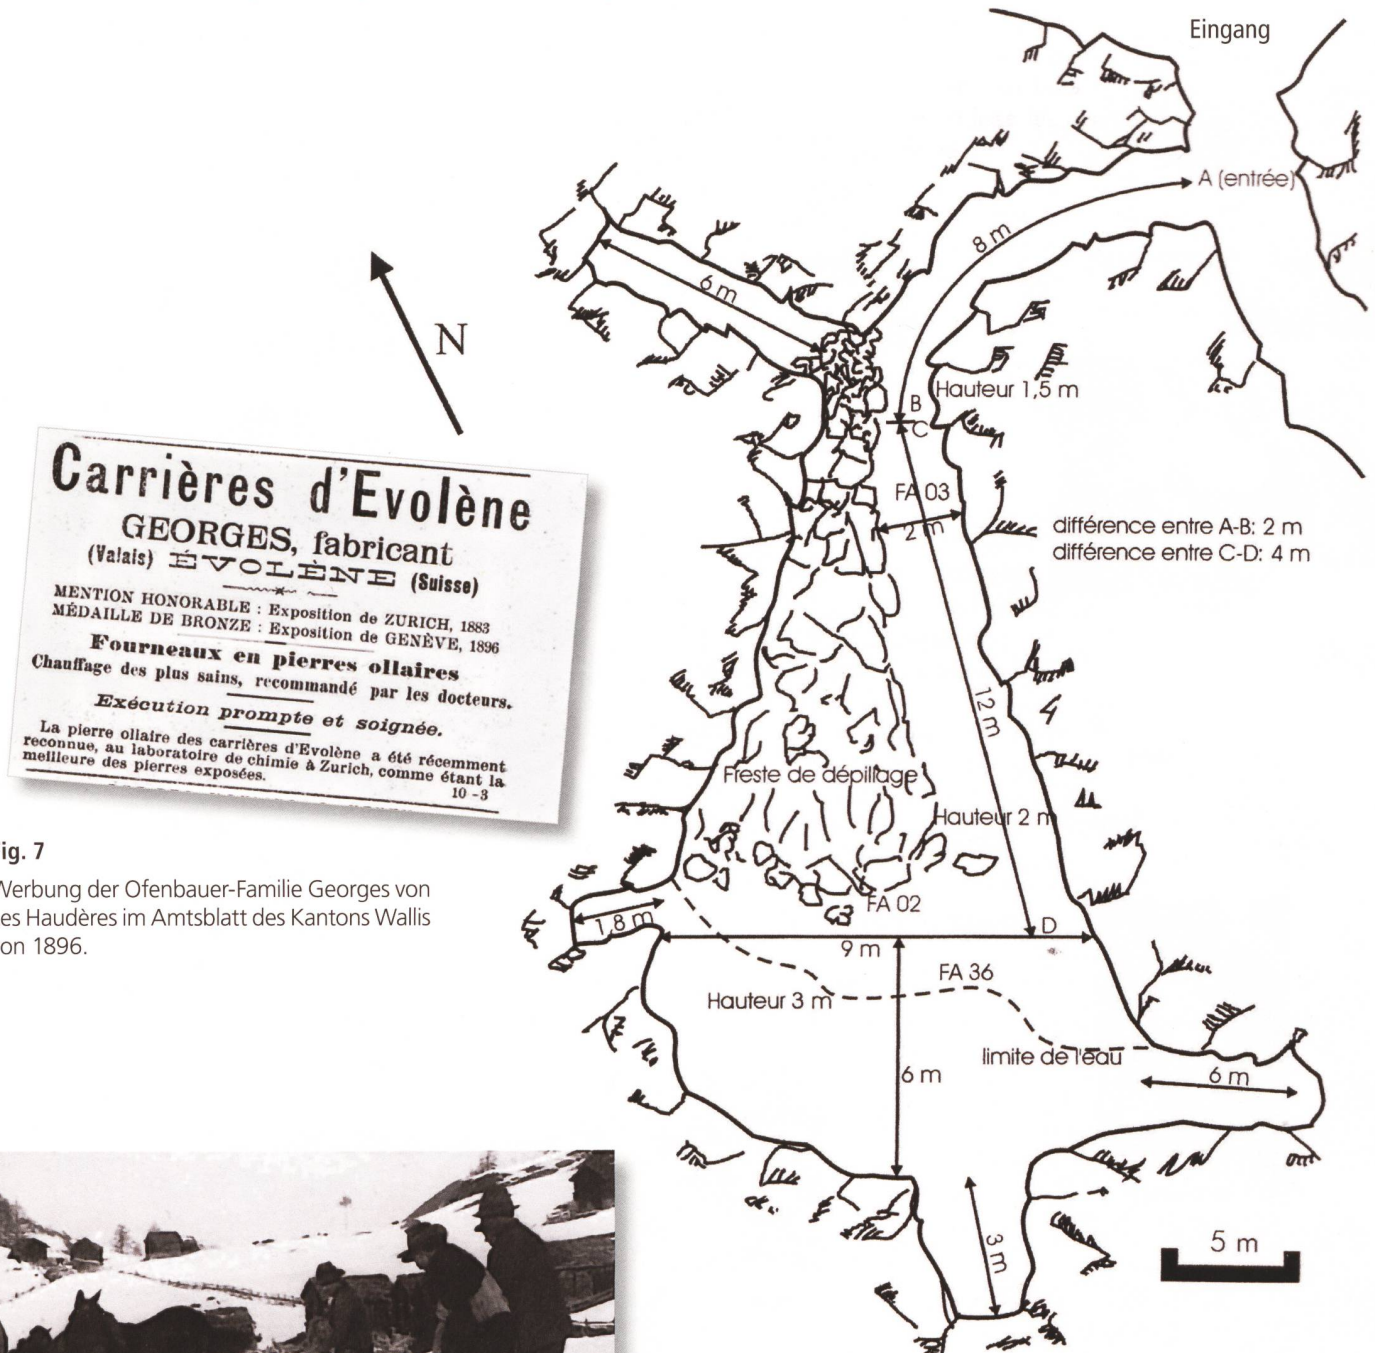 Eingang
A (entrée)
8 m
6 m
N
B
Hauteur 1,5 m
C
FA 03
2 m
différence entre A-B: 2 m
différence entre C-D: 4 m
12 m
Freste de dépillage
Hauteur 2 m
FA 02
1,8 m
D
9 m
FA 36
Hauteur 3 m
limite de l'eau
6 m
6 m
3 m
5 m
Carrières d'Evolène
GEORGES, fabricant
(Valais) ÉVOLÈNE (Suisse)
MENTION HONORABLE : Exposition de ZURICH, 1883
MÉDAILLE DE BRONZE : Exposition de GENÈVE, 1896
Fourneaux en pierres ollaires
Chauffage des plus sains, recommandé par les docteurs.
Exécution prompte et soignée.
La pierre ollaire des carrières d'Evolène a été récemment
reconnue, au laboratoire de chimie à Zurich, comme étant la
meilleure des pierres exposées.
10 - 3
ig. 7
Werbung der Ofenbauer-Familie Georges von
es Haudères im Amtsblatt des Kantons Wallis
on 1896.